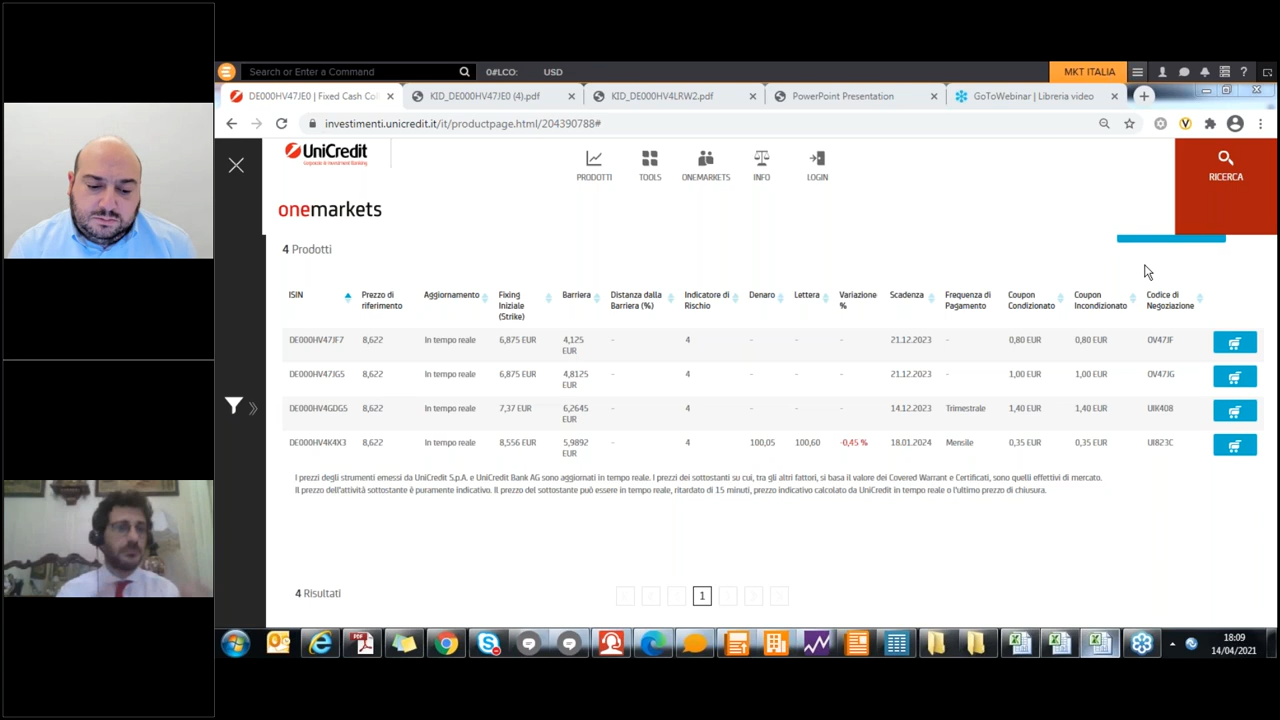 Search or Enter a Command
0#LCO:
USD
MKT ITALIA
DE000HV47JE0 | Fixed Cash Col
KID_DE000HV47JE0 (4).pdf
KID_DE000HV4LRW2.pdf
PowerPoint Presentation
GoToWebinar | Libreria video
investimenti.unicredit.it/it/productpage.html/204390788#
UniCredit
PRODOTTI
TOOLS
ONEMARKETS
INFO
LOGIN
RICERCA
onemarkets
4 Prodotti
ISIN Prezzo di riferimento Aggiornamento Fixing Iniziale (Strike) Barriera Distanza dalla Barriera (%) Indicatore di Rischio Denaro Lettera Variazione % Scadenza Frequenza di Pagamento Coupon Condizionato Coupon Incondizionato Codice di Negoziazione
DE000HV47JF7 8,622 In tempo reale 6,875 EUR 4,125 EUR - 4 - - - 21.12.2023 - 0,80 EUR 0,80 EUR OV47JF
DE000HV47JG5 8,622 In tempo reale 6,875 EUR 4,8125 EUR - 4 - - - 21.12.2023 - 1,00 EUR 1,00 EUR OV47JG
DE000HV4GDG5 8,622 In tempo reale 7,37 EUR 6,2645 EUR - 4 - - - 14.12.2023 Trimestrale 1,40 EUR 1,40 EUR UIK408
DE000HV4K4X3 8,622 In tempo reale 8,556 EUR 5,9892 EUR - 4 100,05 100,60 -0,45 % 18.01.2024 Mensile 0,35 EUR 0,35 EUR UI823C
I prezzi degli strumenti emessi da UniCredit S.p.A. e UniCredit Bank AG sono aggiornati in tempo reale. I prezzi dei sottostanti su cui, tra gli altri fattori, si basa il valore dei Covered Warrant e Certificati, sono quelli effettivi di mercato.
Il prezzo dell'attività sottostante è puramente indicativo. Il prezzo del sottostante può essere in tempo reale, ritardato di 15 minuti, prezzo indicativo calcolato da UniCredit in tempo reale o l'ultimo prezzo di chiusura.
4 Risultati
1
18:09
14/04/2021